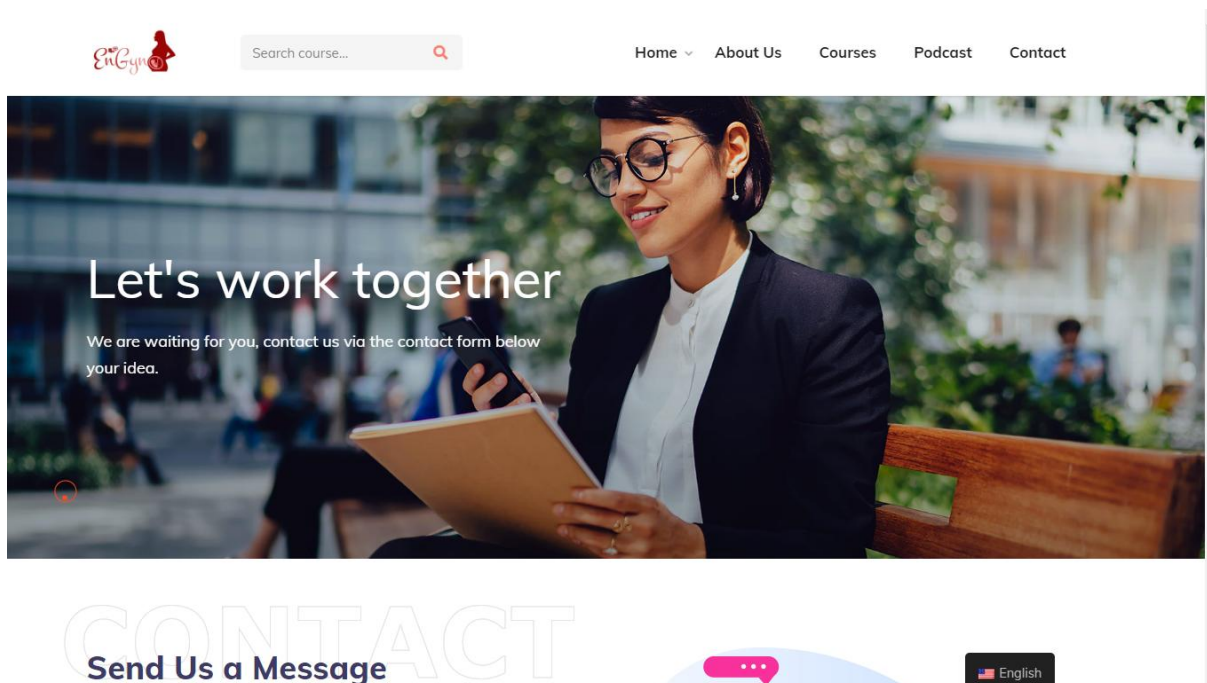 EnGyn
Search course...
Home
About Us
Courses
Podcast
Contact
Let's work together
We are waiting for you, contact us via the contact form below
your idea.
CONTACT
Send Us a Message
English